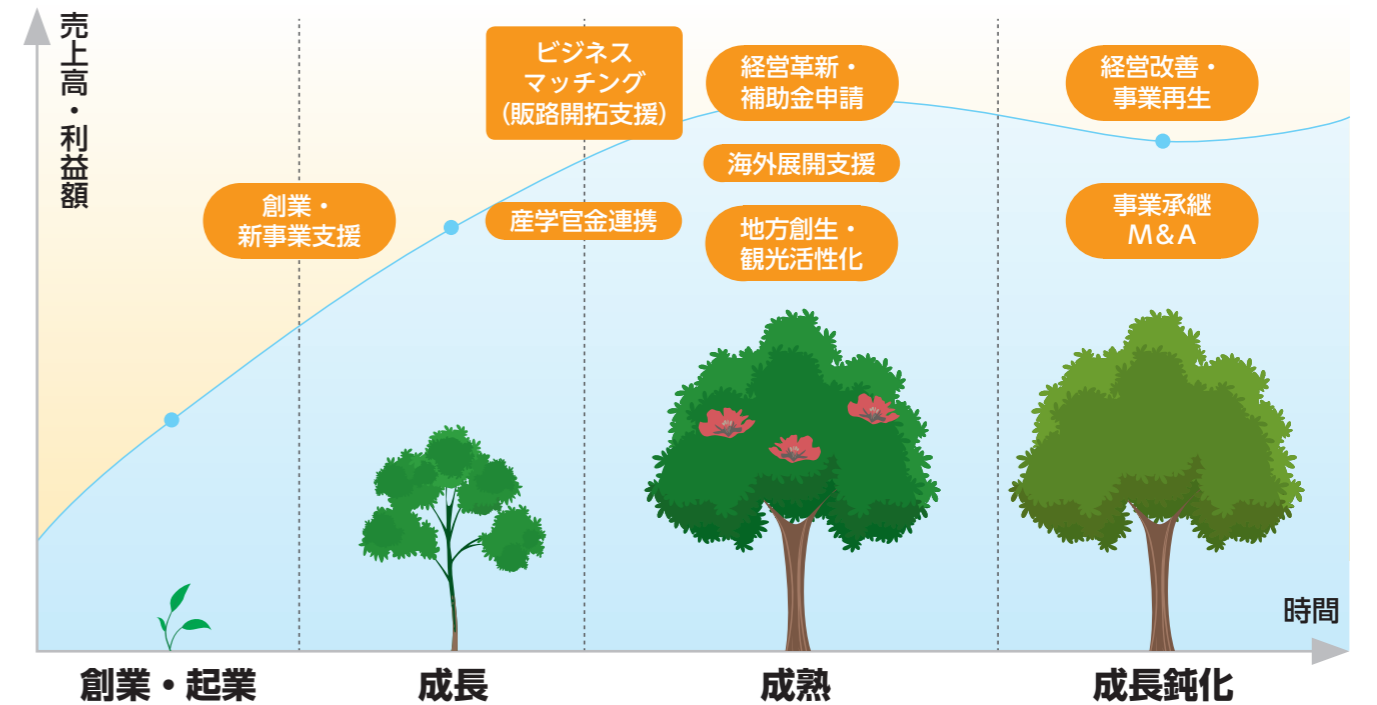 売上高・利益額
ビジネス
マッチング
（販路開拓支援）
経営革新・
補助金申請
経営改善・
事業再生
海外展開支援
創業・
新事業支援
産学官金連携
地方創生・
観光活性化
事業承継
M&A
時間
創業・起業
成長
成熟
成長鈍化